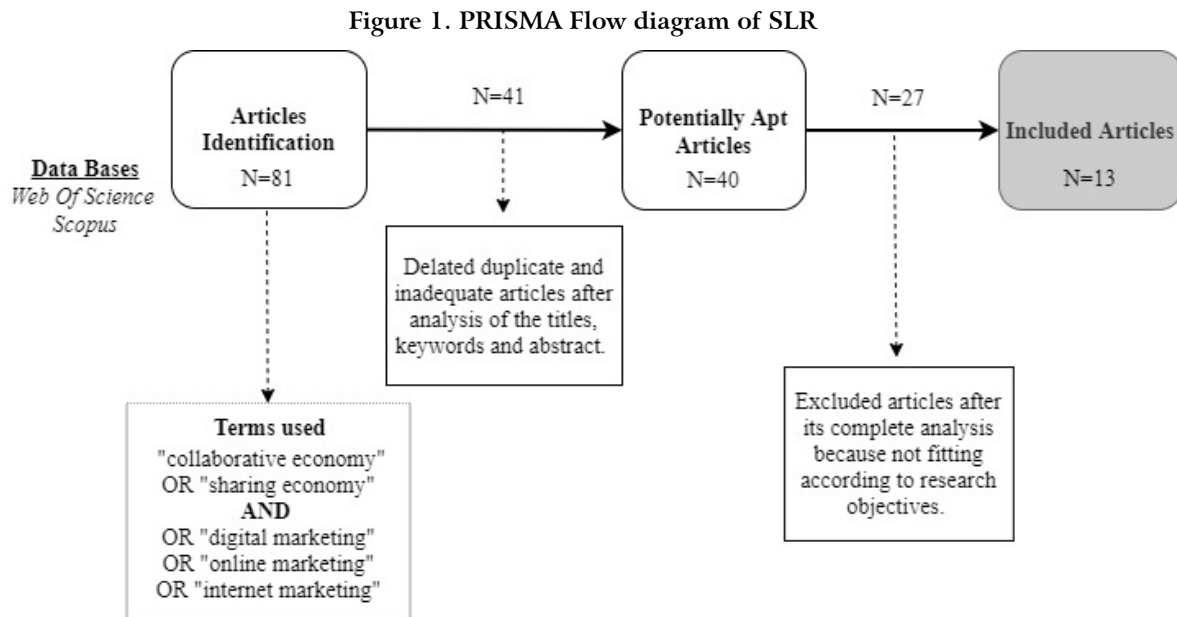 Figure 1. PRISMA Flow diagram of SLR
Data Bases
Web Of Science
Scopus
Articles
Identification
N=81
N=41
Potentially Apt
Articles
N=40
N=27
Included Articles
N=13
Delated duplicate and
inadequate articles after
analysis of the titles,
keywords and abstract.
Excluded articles after
its complete analysis
because not fitting
according to research
objectives.
Terms used
"collaborative economy"
OR "sharing economy"
AND
OR "digital marketing"
OR "online marketing"
OR "internet marketing"